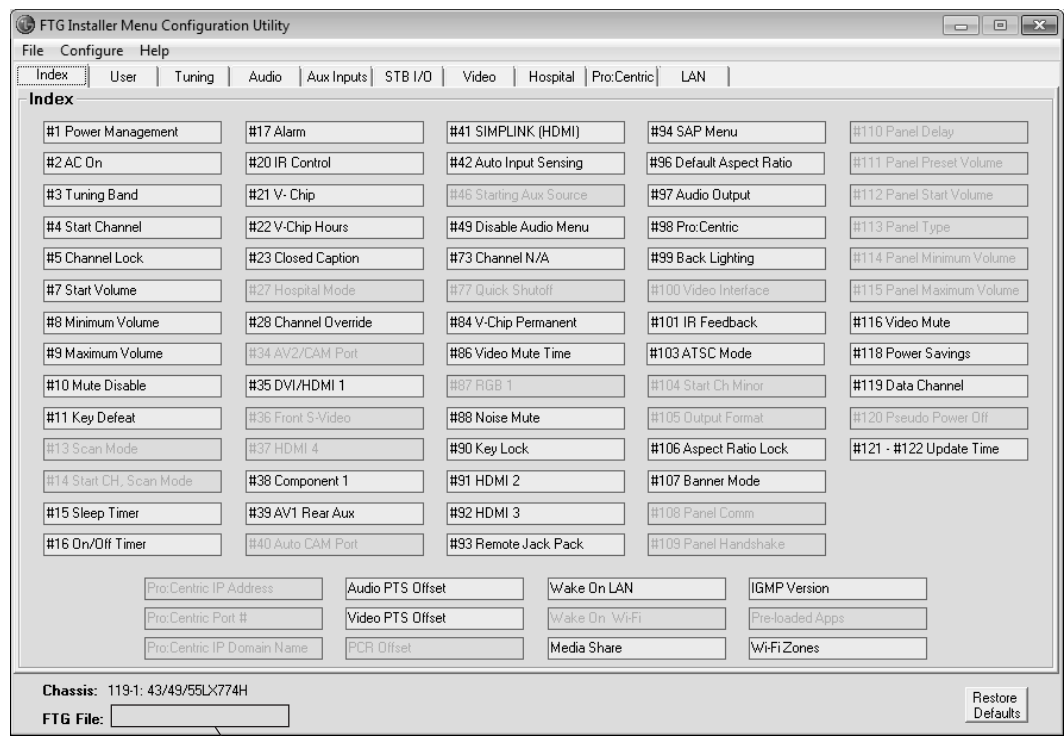 FTG Installer Menu Configuration Utility
File Configure Help
Index User Tuning Audio Aux Inputs STB I/O Video Hospital Pro:Centric LAN
Index
#1 Power Management #17 Alarm #41 SIMPLINK (HDMI) #94 SAP Menu #110 Panel Delay
#2 AC On #20 IR Control #42 Auto Input Sensing #96 Default Aspect Ratio #111 Panel Preset Volume
#3 Tuning Band #21 V- Chip #46 Starting Aux Source #97 Audio Output #112 Panel Start Volume
#4 Start Channel #22 V-Chip Hours #49 Disable Audio Menu #98 Pro:Centric #113 Panel Type
#5 Channel Lock #23 Closed Caption #73 Channel N/A #99 Back Lighting #114 Panel Minimum Volume
#7 Start Volume #27 Hospital Mode #77 Quick Shutoff #100 Video Interface #115 Panel Maximum Volume
#8 Minimum Volume #28 Channel Override #84 V-Chip Permanent #101 IR Feedback #116 Video Mute
#9 Maximum Volume #34 AV2/CAM Port #86 Video Mute Time #103 ATSC Mode #118 Power Savings
#10 Mute Disable #35 DVI/HDMI 1 #87 RGB 1 #104 Start Ch Minor #119 Data Channel
#11 Key Defeat #36 Front S-Video #88 Noise Mute #105 Output Format #120 Pseudo Power Off
#13 Scan Mode #37 HDMI 4 #90 Key Lock #106 Aspect Ratio Lock #121 - #122 Update Time
#14 Start CH, Scan Mode #38 Component 1 #91 HDMI 2 #107 Banner Mode
#15 Sleep Timer #39 AV1 Rear Aux #92 HDMI 3 #108 Panel Comm
#16 On/Off Timer #40 Auto CAM Port #93 Remote Jack Pack #109 Panel Handshake
Pro:Centric IP Address Audio PTS Offset Wake On LAN IGMP Version
Pro:Centric Port # Video PTS Offset Wake On Wi-Fi Pre-loaded Apps
Pro:Centric IP Domain Name PCR Offset Media Share Wi-Fi Zones
Chassis: 119-1: 43/49/55LX774H
FTG File:
Restore
Defaults